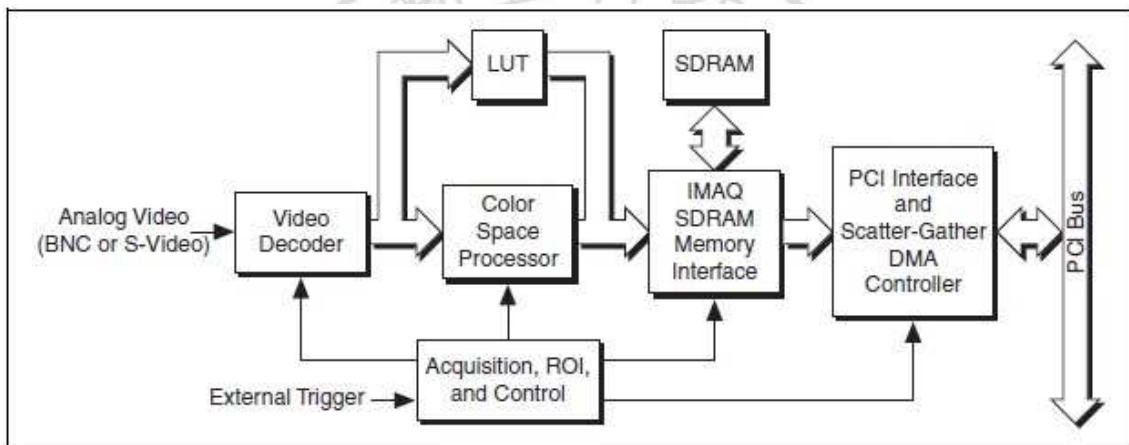 LUT
SDRAM
Analog Video
(BNC or S-Video)
Video
Decoder
Color
Space
Processor
IMAQ
SDRAM
Memory
Interface
PCI Interface
and
Scatter-Gather
DMA
Controller
PCI Bus
Acquisition, ROI,
and Control
External Trigger